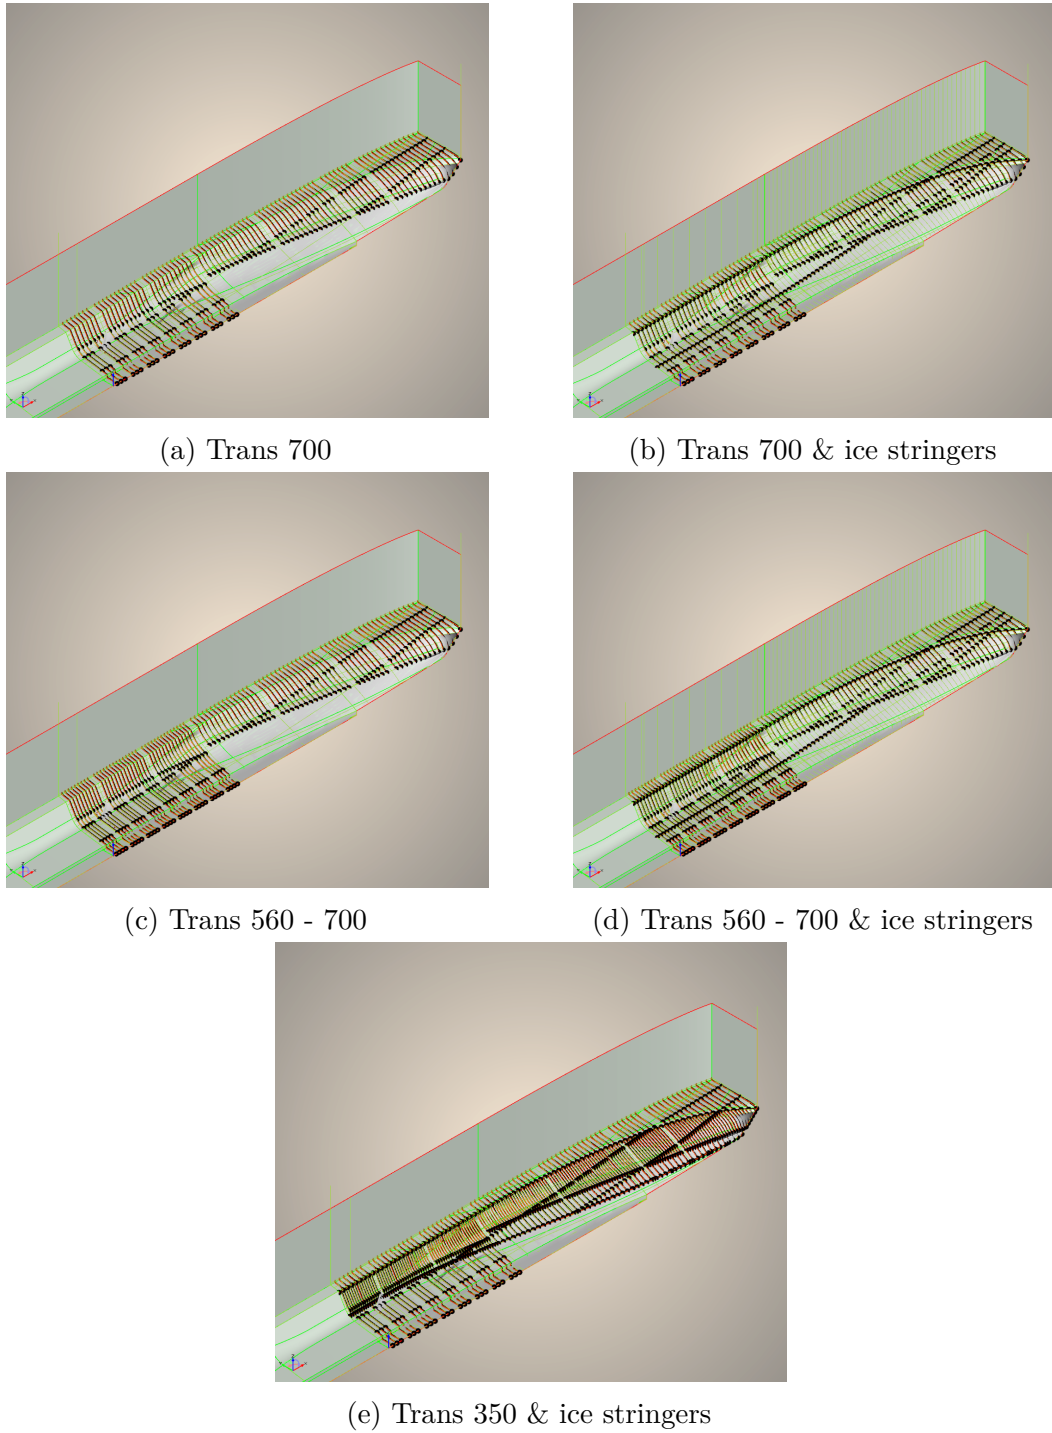 (a) Trans 700
(b) Trans 700 & ice stringers
(c) Trans 560 - 700
(d) Trans 560 - 700 & ice stringers
(e) Trans 350 & ice stringers